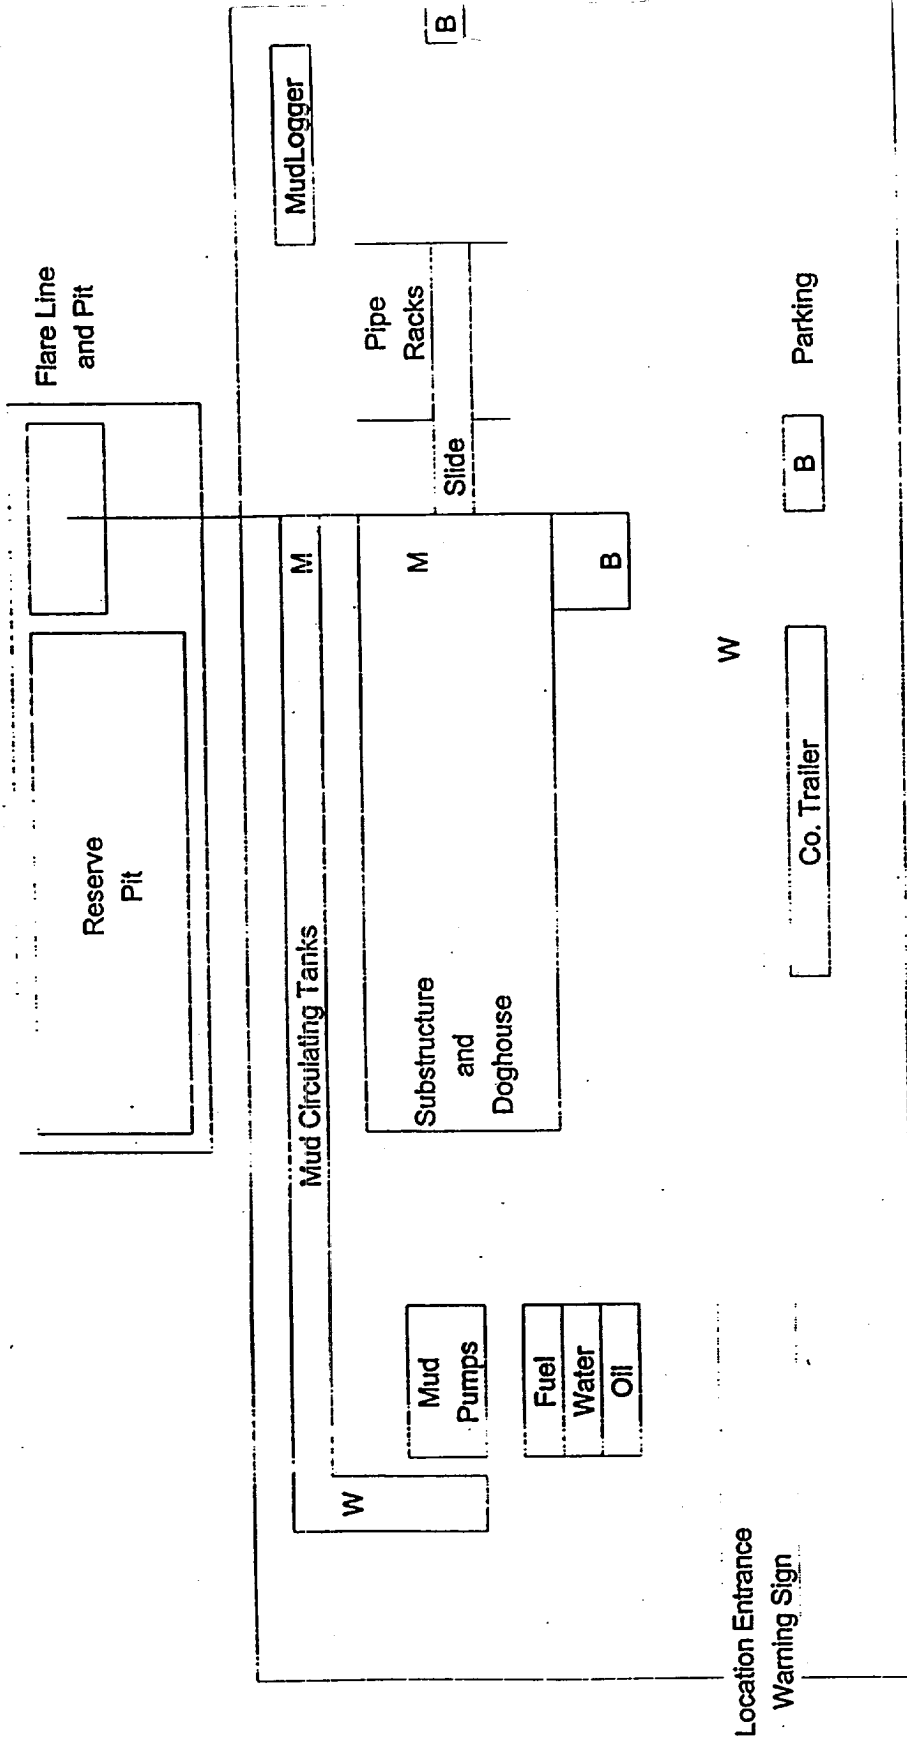 Flare Line
and Pit
Reserve
Pit
MudLogger
B
Mud Circulating Tanks
M
W
Pipe
Racks
Slide
M
Substructure
and
Doghouse
B
Mud
Pumps
Fuel
Water
Oil
W
Co. Trailer
B
Parking
Location Entrance
Warning Sign